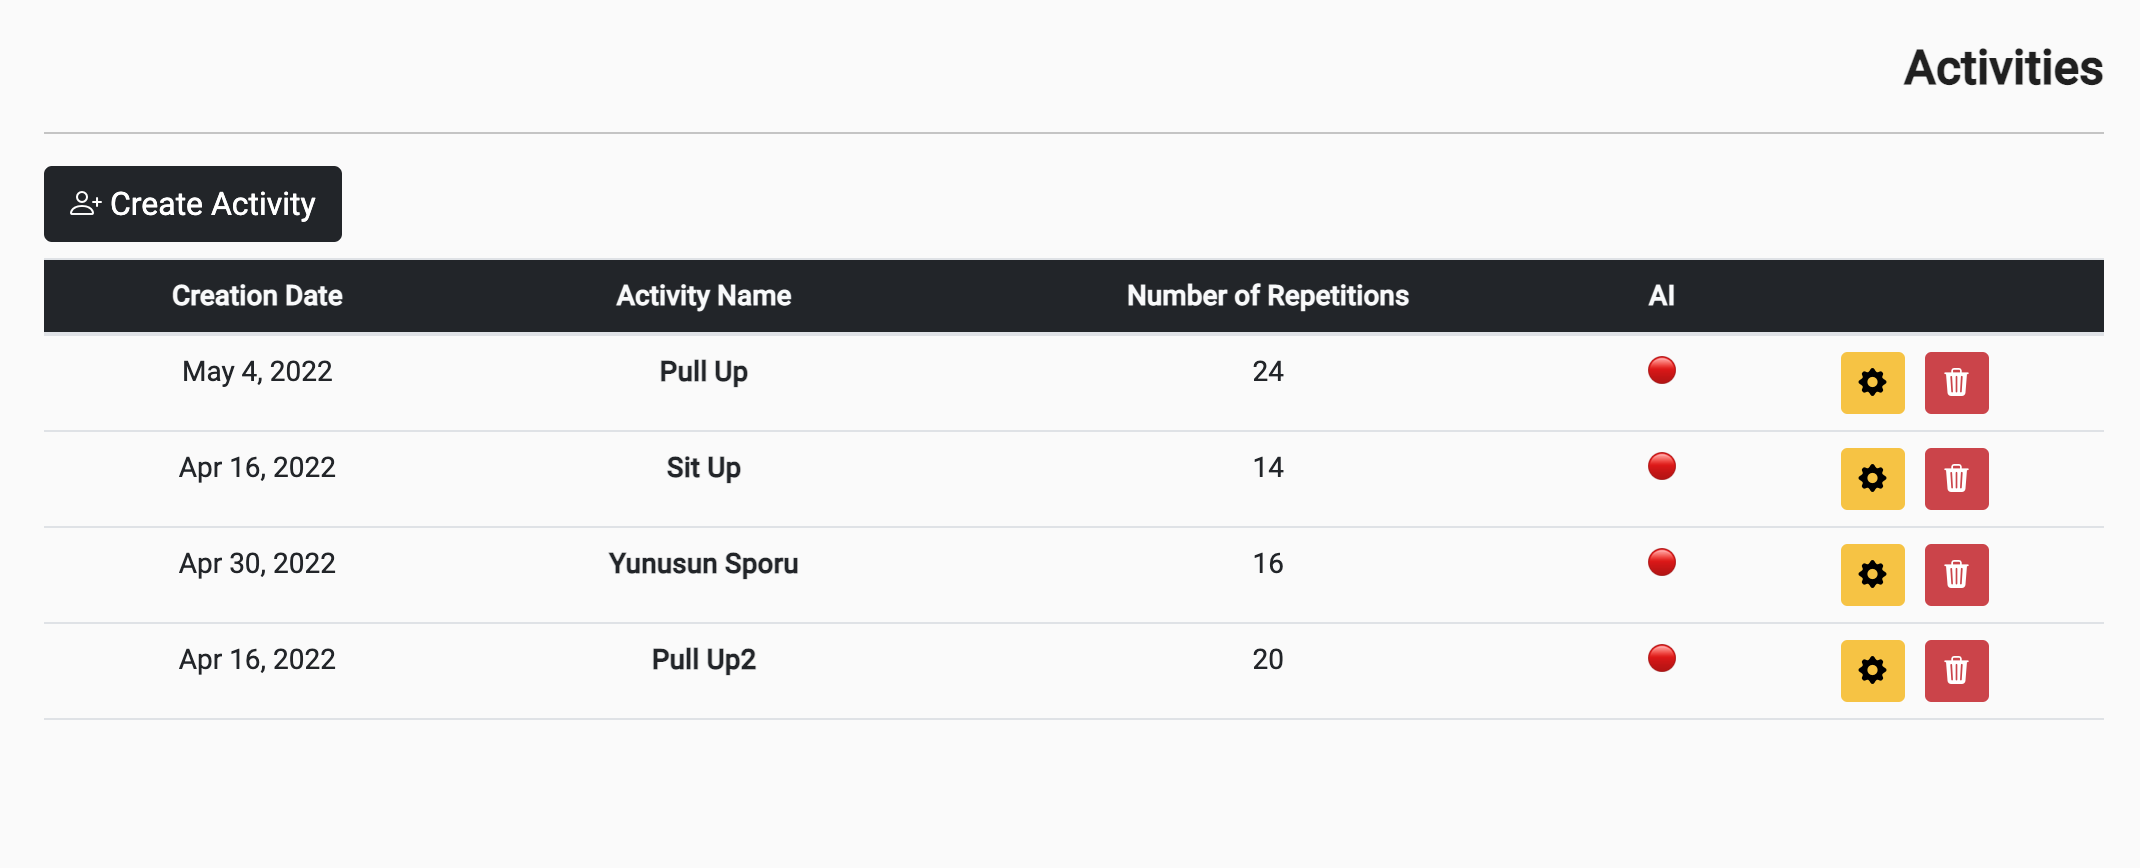 Activities
Create Activity
Creation Date Activity Name Number of Repetitions AI
May 4, 2022 Pull Up 24
Apr 16, 2022 Sit Up 14
Apr 30, 2022 Yunusun Sporu 16
Apr 16, 2022 Pull Up2 20